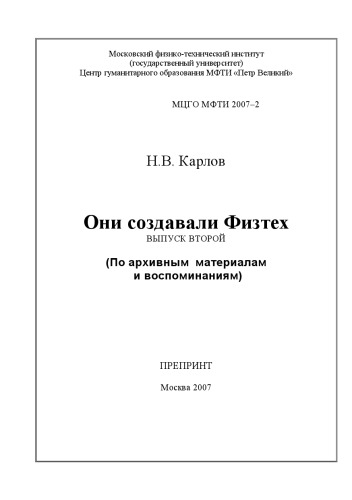 Московский физико-технический институт
(государственный университет)
Центр гуманитарного образования МФТИ «Петр Великий»
МЦГО МФТИ 2007–2
Н.В. Карлов
Они создавали Физтех
ВЫПУСК ВТОРОЙ
(По архивным материалам
и воспоминаниям)
ПРЕПРИНТ
Москва 2007